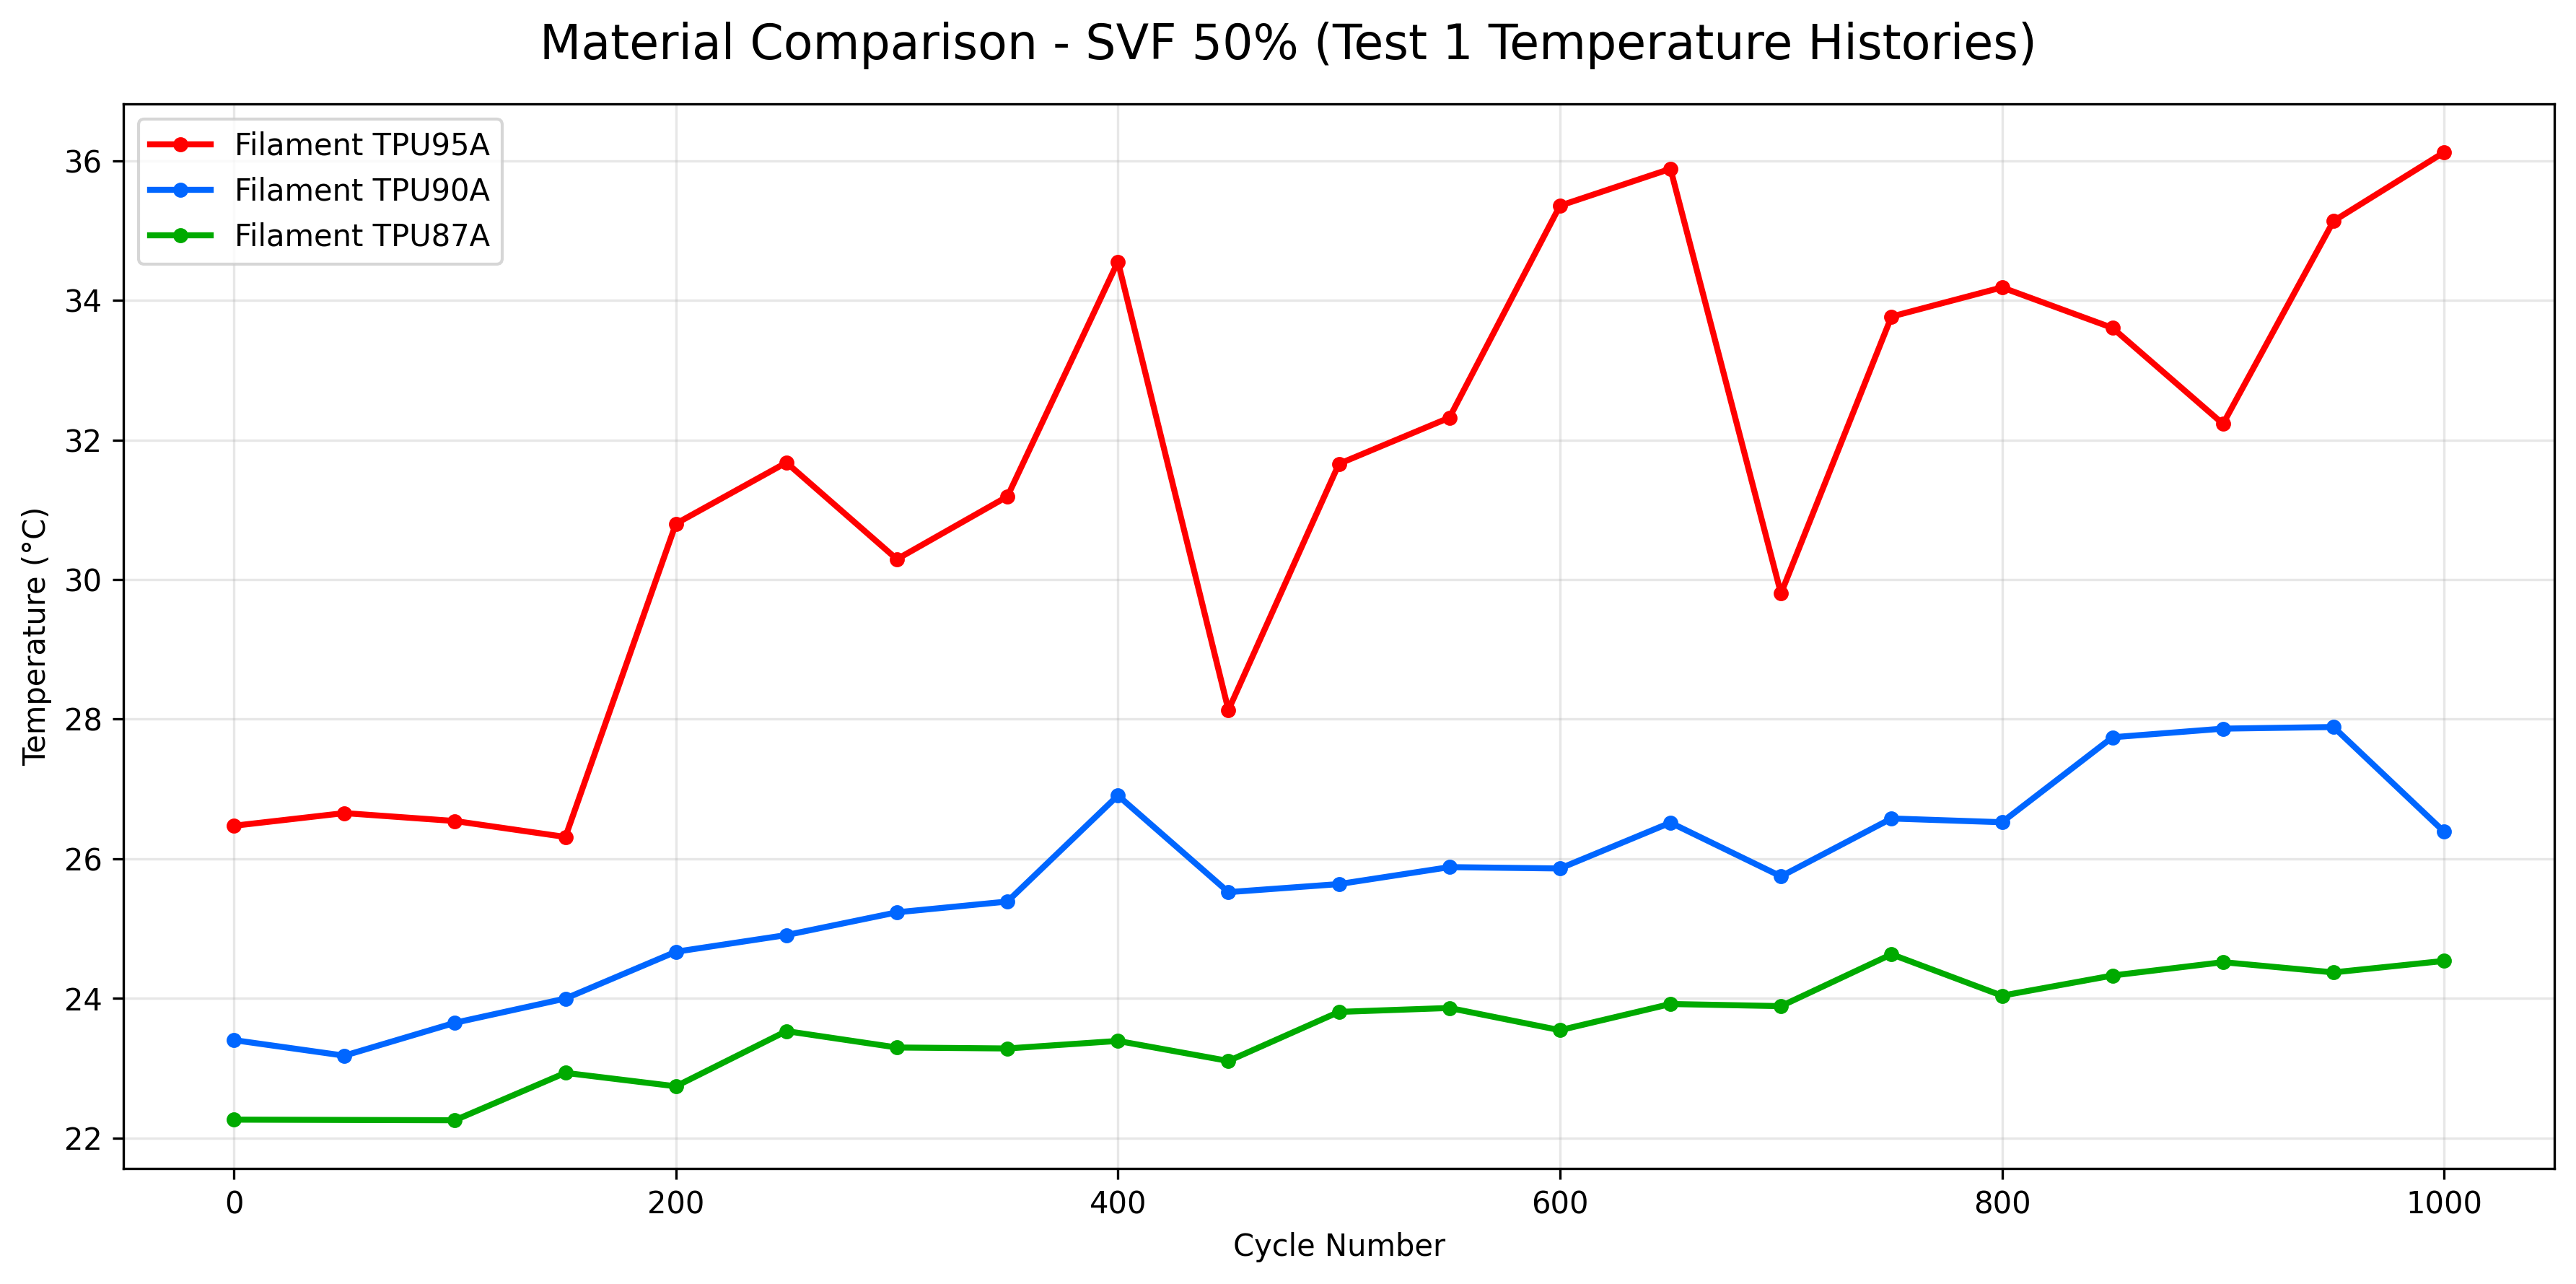 Material Comparison - SVF 50% (Test 1 Temperature Histories)
Filament TPU95A
Filament TPU90A
Filament TPU87A
Temperature (°C)
36
34
32
30
28
26
24
22
0
200
400
600
800
1000
Cycle Number